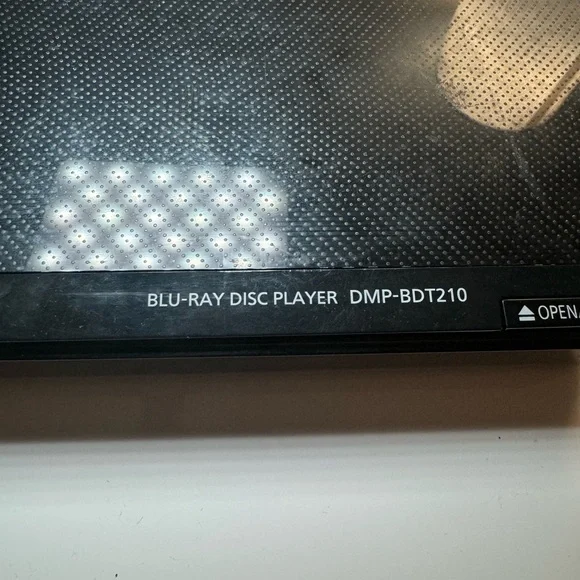 BLU-RAY DISC PLAYER DMP-BDT210
⏏ OPEN/